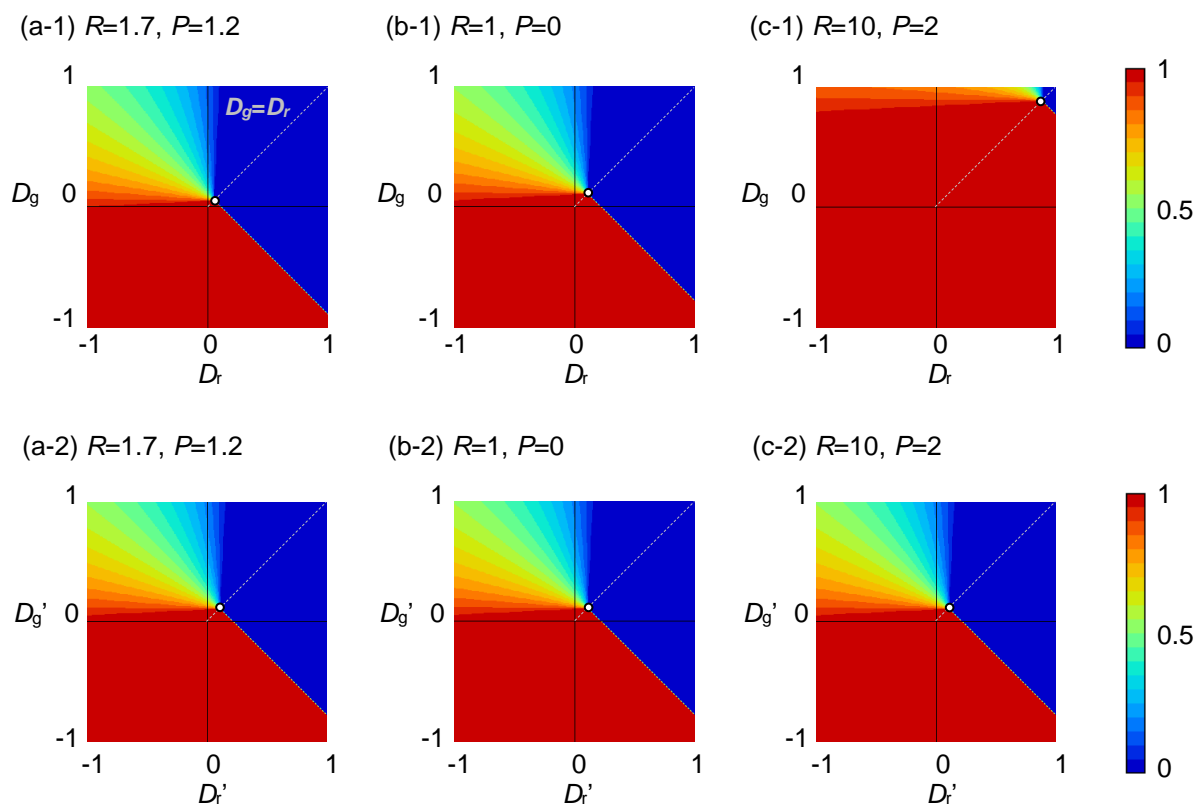 (a-1) R=1.7, P=1.2
(b-1) R=1, P=0
(c-1) R=10, P=2
1
Dg=Dr
Dg
0
-1
-1
0
1
Dr
1
Dg
0
-1
-1
0
1
Dr
1
Dg
0
-1
-1
0
1
Dr
1
0.5
0
(a-2) R=1.7, P=1.2
(b-2) R=1, P=0
(c-2) R=10, P=2
1
Dg’
0
-1
-1
0
1
Dr’
1
Dg’
0
-1
-1
0
1
Dr’
1
Dg’
0
-1
-1
0
1
Dr’
1
0.5
0